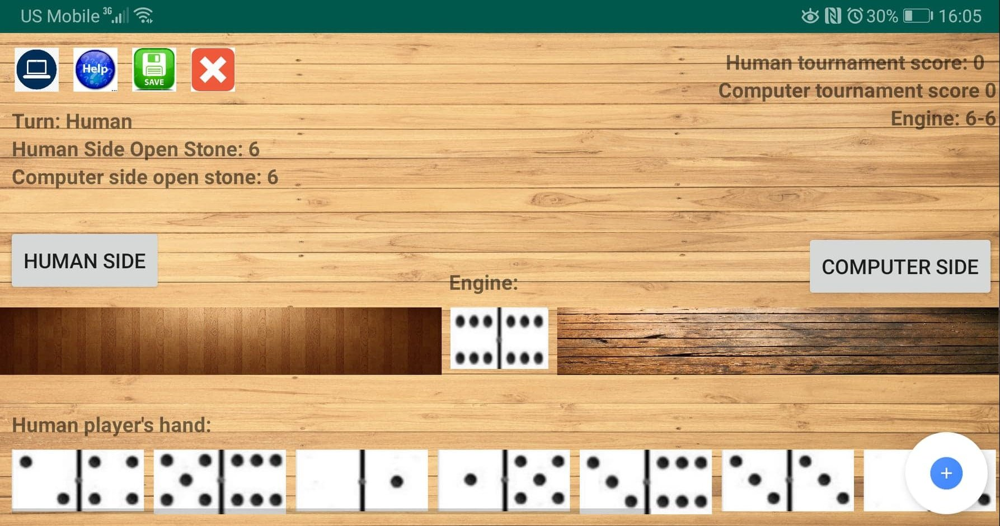 US Mobile 3G
30% 16:05
Help
SAVE
Human tournament score: 0
Computer tournament score 0
Engine: 6-6
Turn: Human
Human Side Open Stone: 6
Computer side open stone: 6
HUMAN SIDE
COMPUTER SIDE
Engine:
Human player's hand: